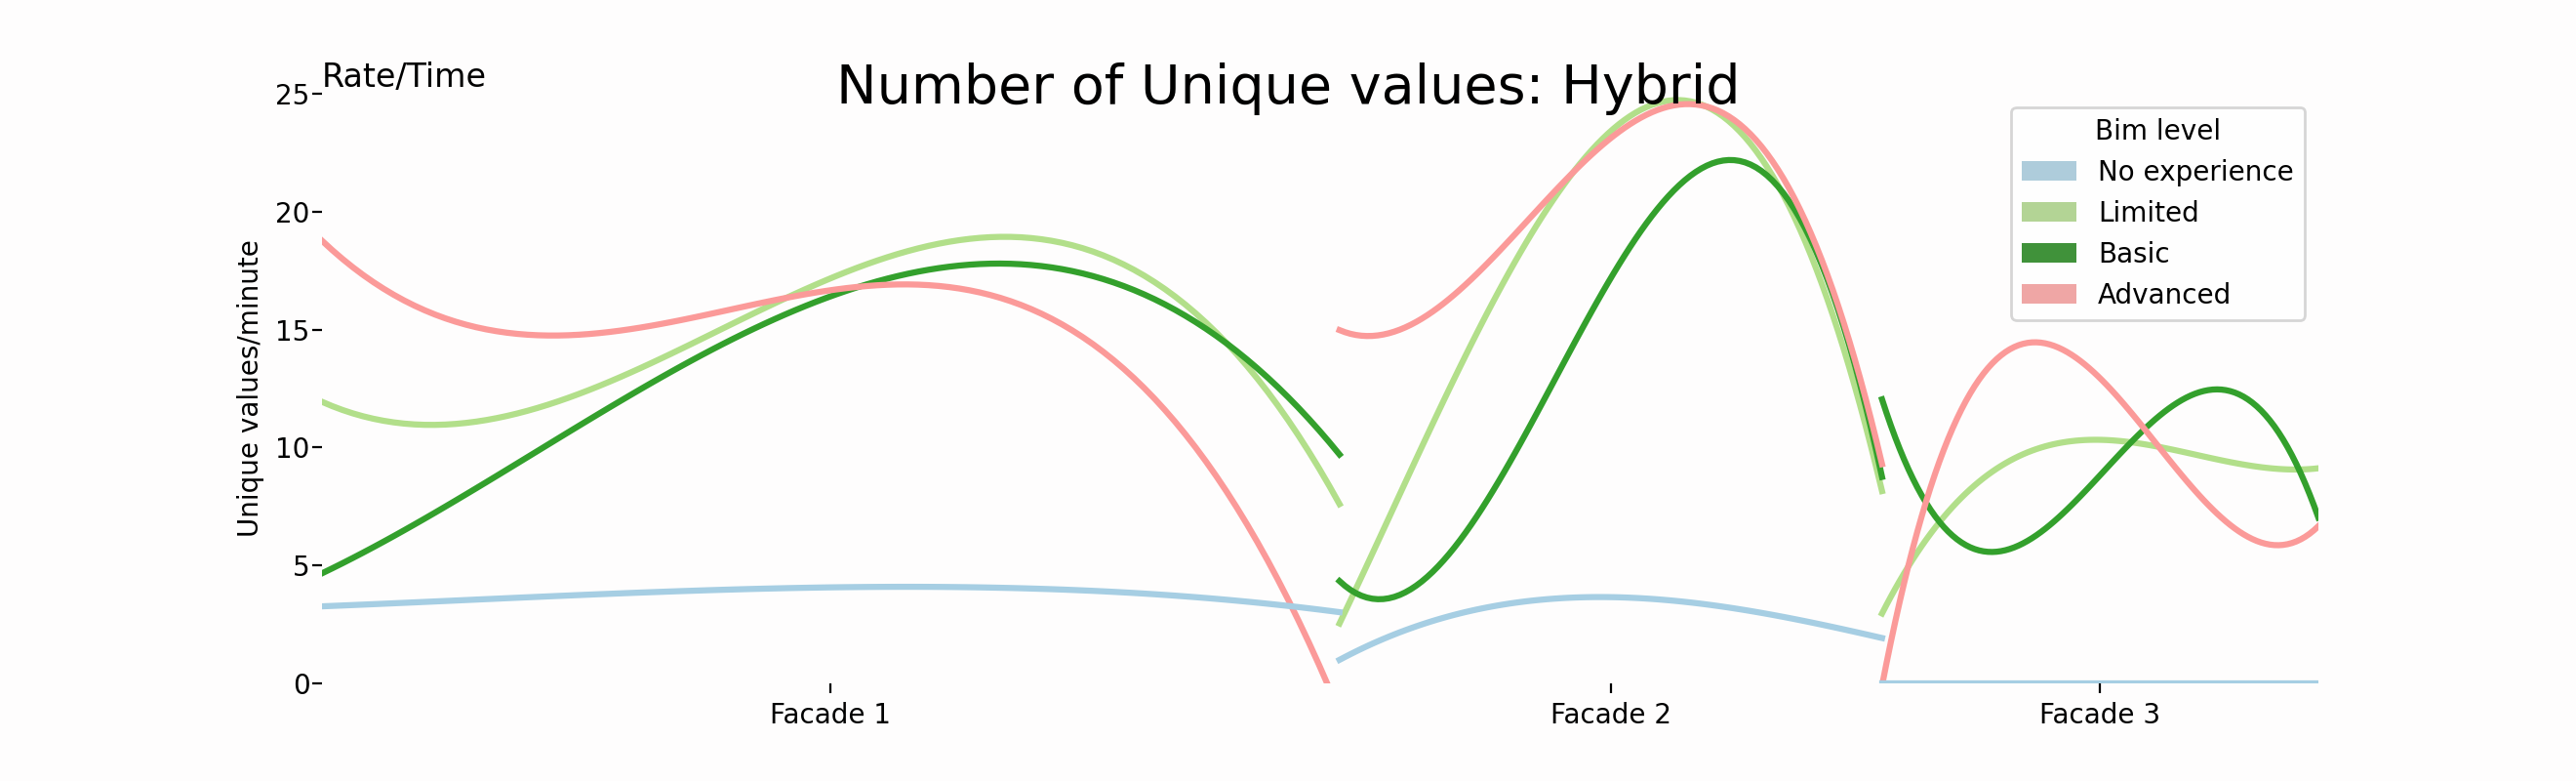 Number of Unique values: Hybrid
Rate/Time
Unique values/minute
25
20
15
10
5
0
Facade 1
Facade 2
Facade 3
Bim level
No experience
Limited
Basic
Advanced